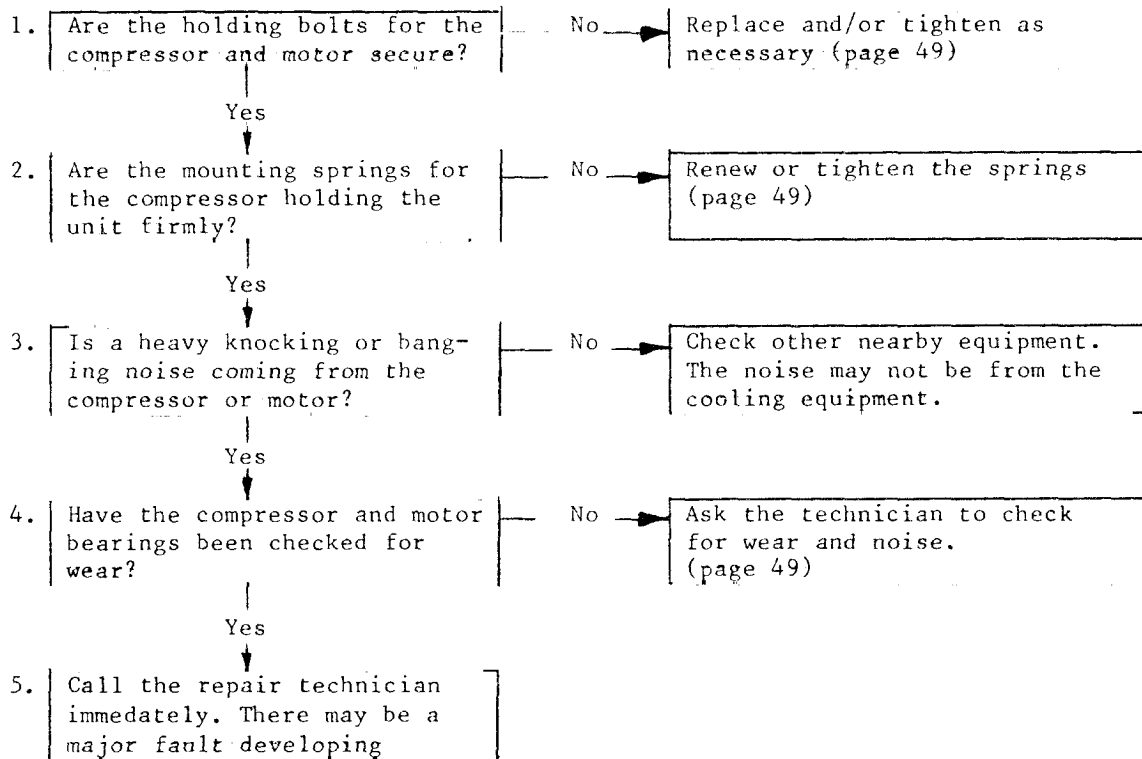 1. Are the holding bolts for the
compressor and motor secure?
No
Replace and/or tighten as
necessary (page 49)
Yes
2. Are the mounting springs for
the compressor holding the
unit firmly?
No
Renew or tighten the springs
(page 49)
Yes
3. Is a heavy knocking or bang-
ing noise coming from the
compressor or motor?
No
Check other nearby equipment.
The noise may not be from the
cooling equipment.
Yes
4. Have the compressor and motor
bearings been checked for
wear?
No
Ask the technician to check
for wear and noise.
(page 49)
Yes
5. Call the repair technician
immedately. There may be a
major fault developing